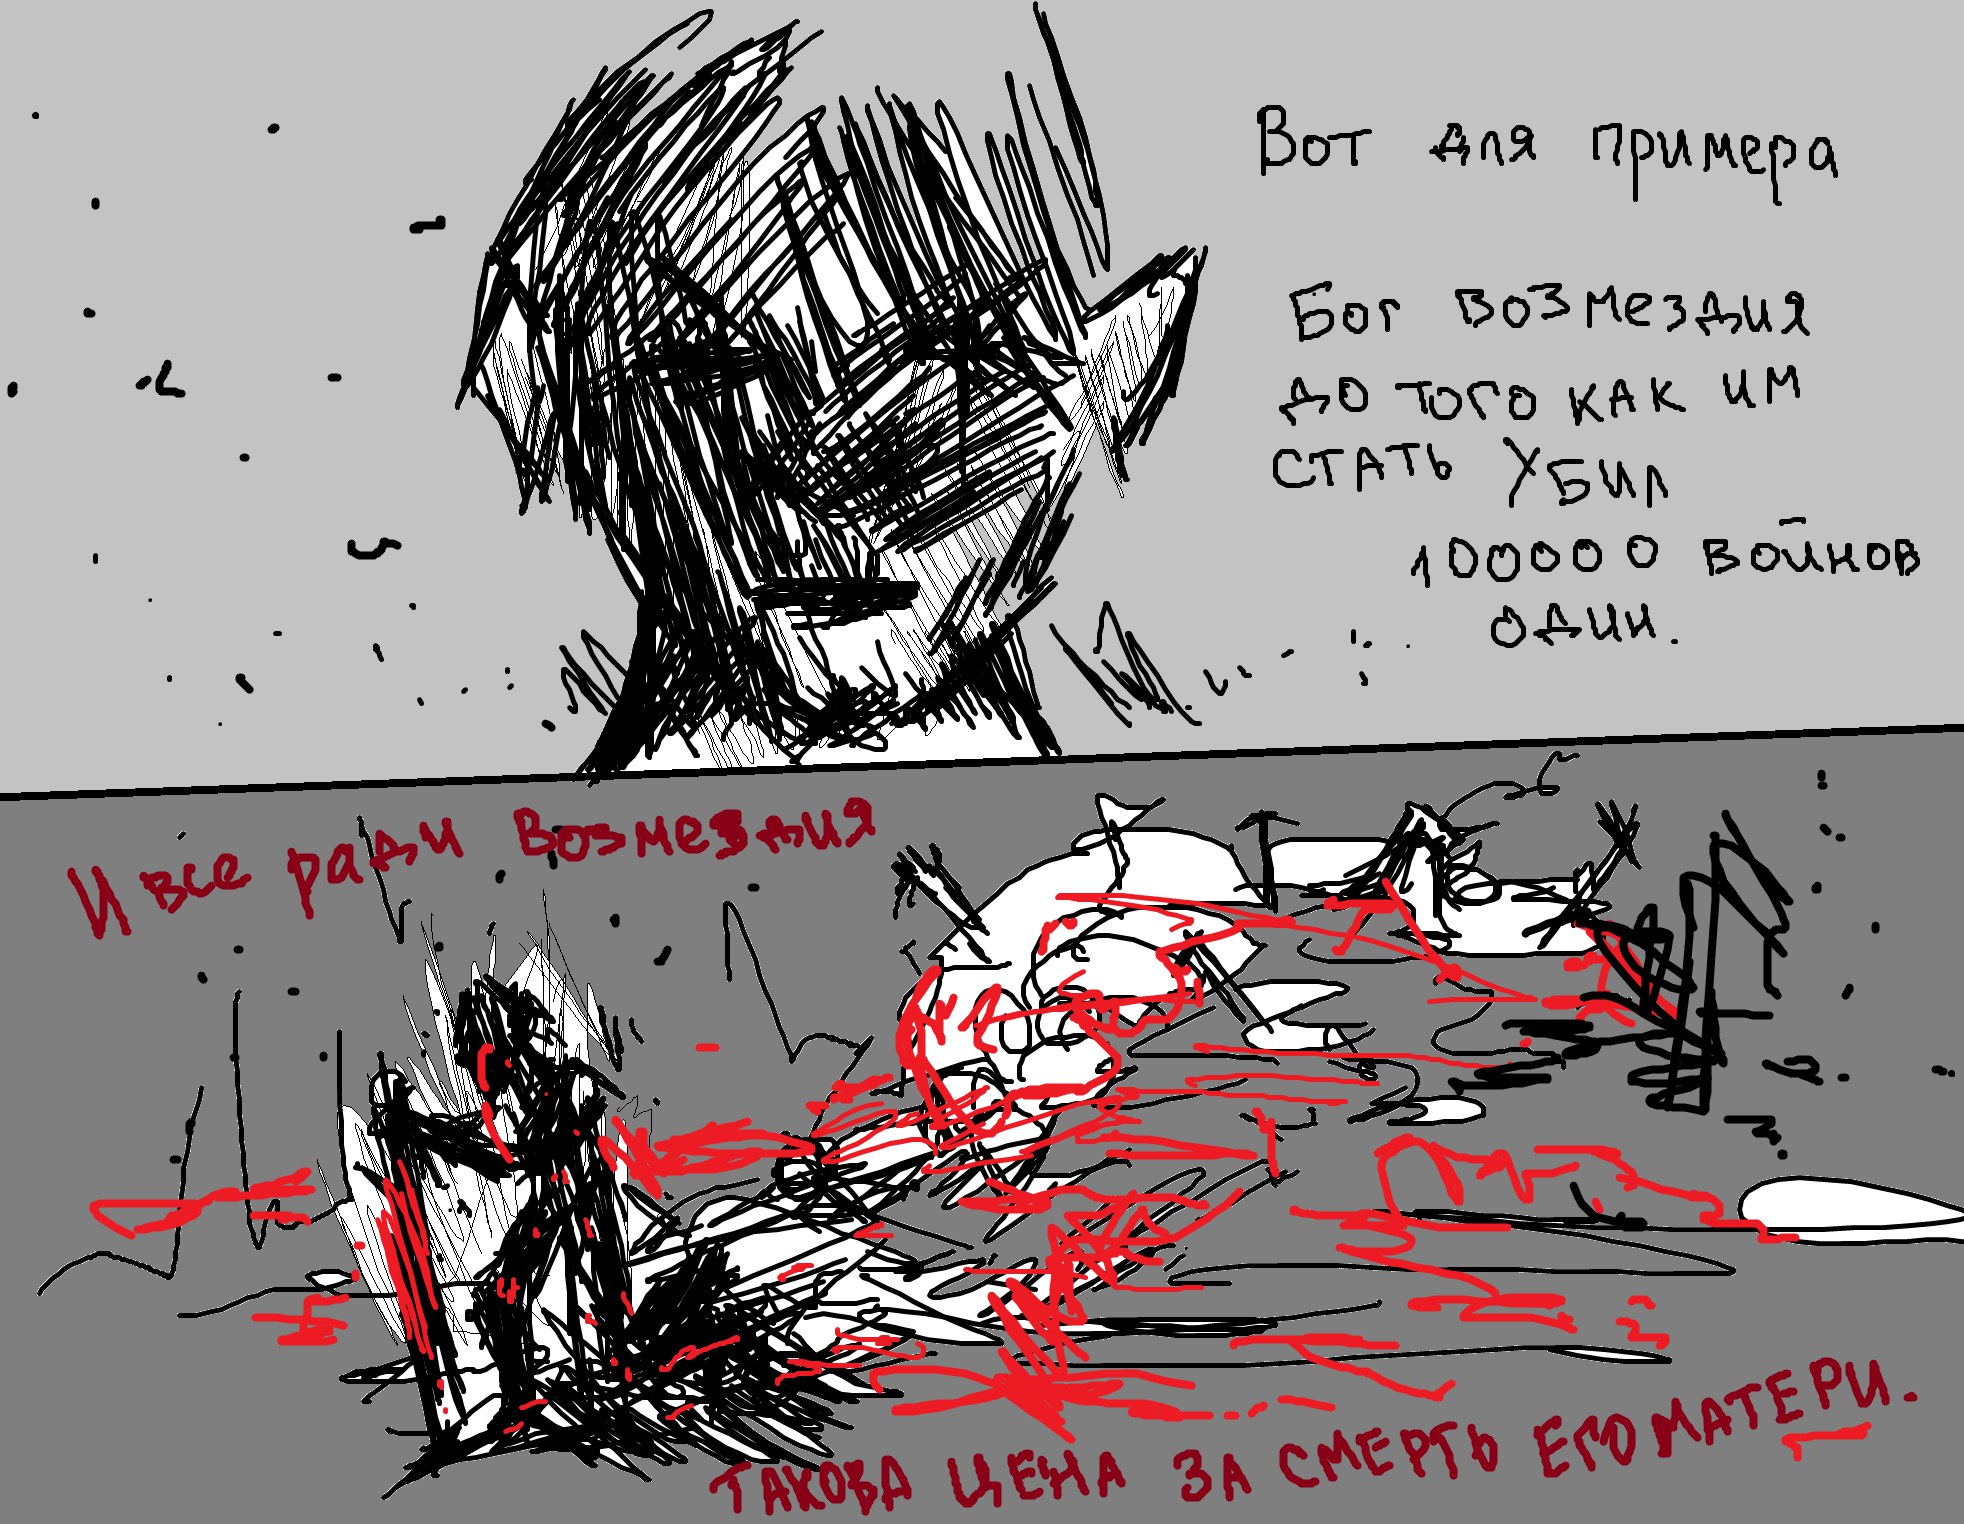 Вот для примера
Бог возмездия
до того как им
стать убил
100000 войнов
один.
И все ради возмездия
ТАКОВА ЦЕНА ЗА СМЕРТЬ ЕГО МАТЕРИ.